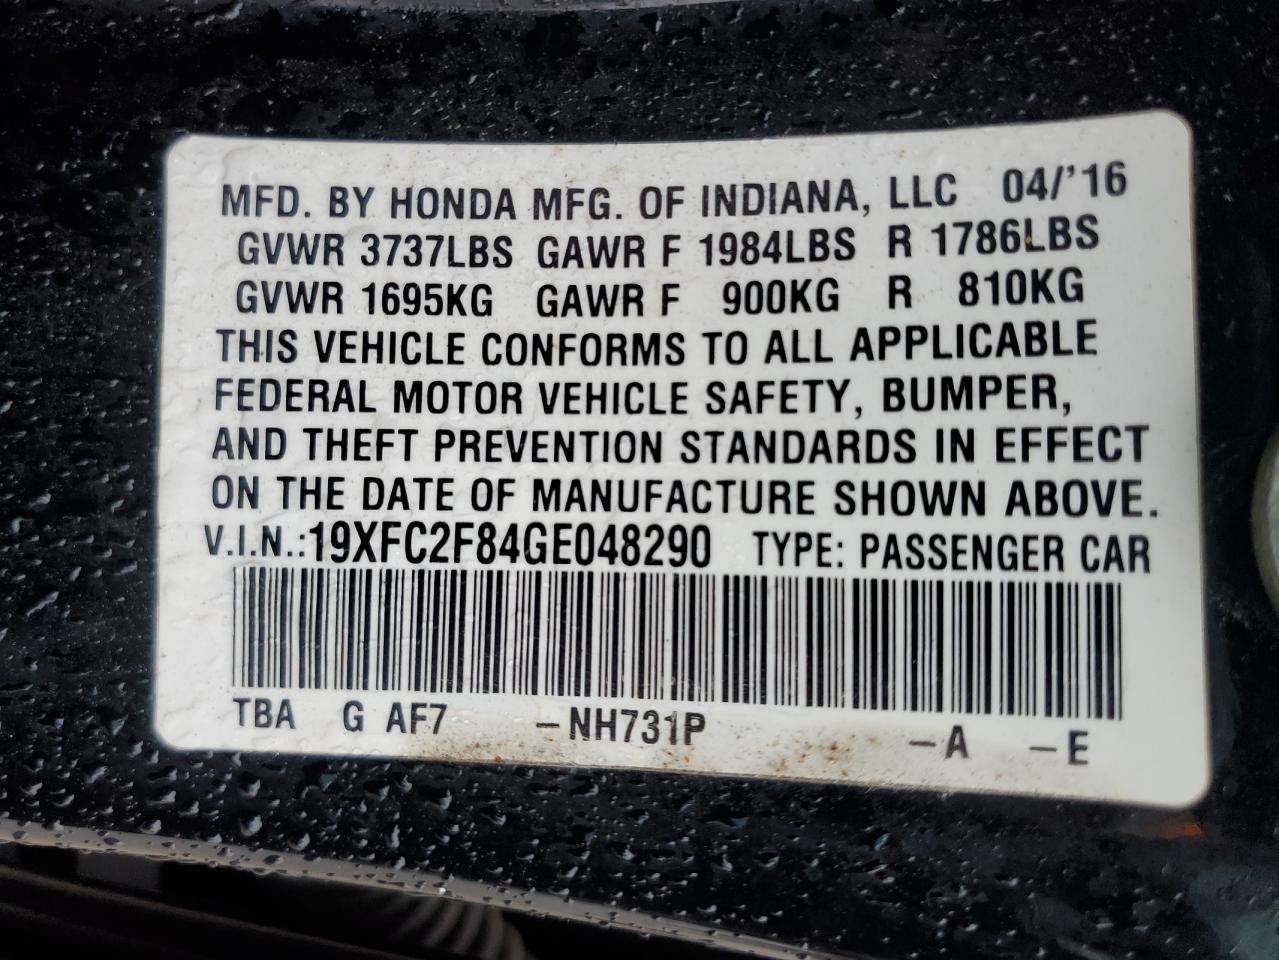 MFD. BY HONDA MFG. OF INDIANA, LLC 04/'16
GVWR 3737LBS GAWR F 1984LBS R 1786LBS
GVWR 1695KG GAWR F 900KG R 810KG
THIS VEHICLE CONFORMS TO ALL APPLICABLE
FEDERAL MOTOR VEHICLE SAFETY, BUMPER,
AND THEFT PREVENTION STANDARDS IN EFFECT
ON THE DATE OF MANUFACTURE SHOWN ABOVE.
V.I.N.:19XFC2F84GE048290 TYPE: PASSENGER CAR
TBA G AF7 –NH731P –A –E